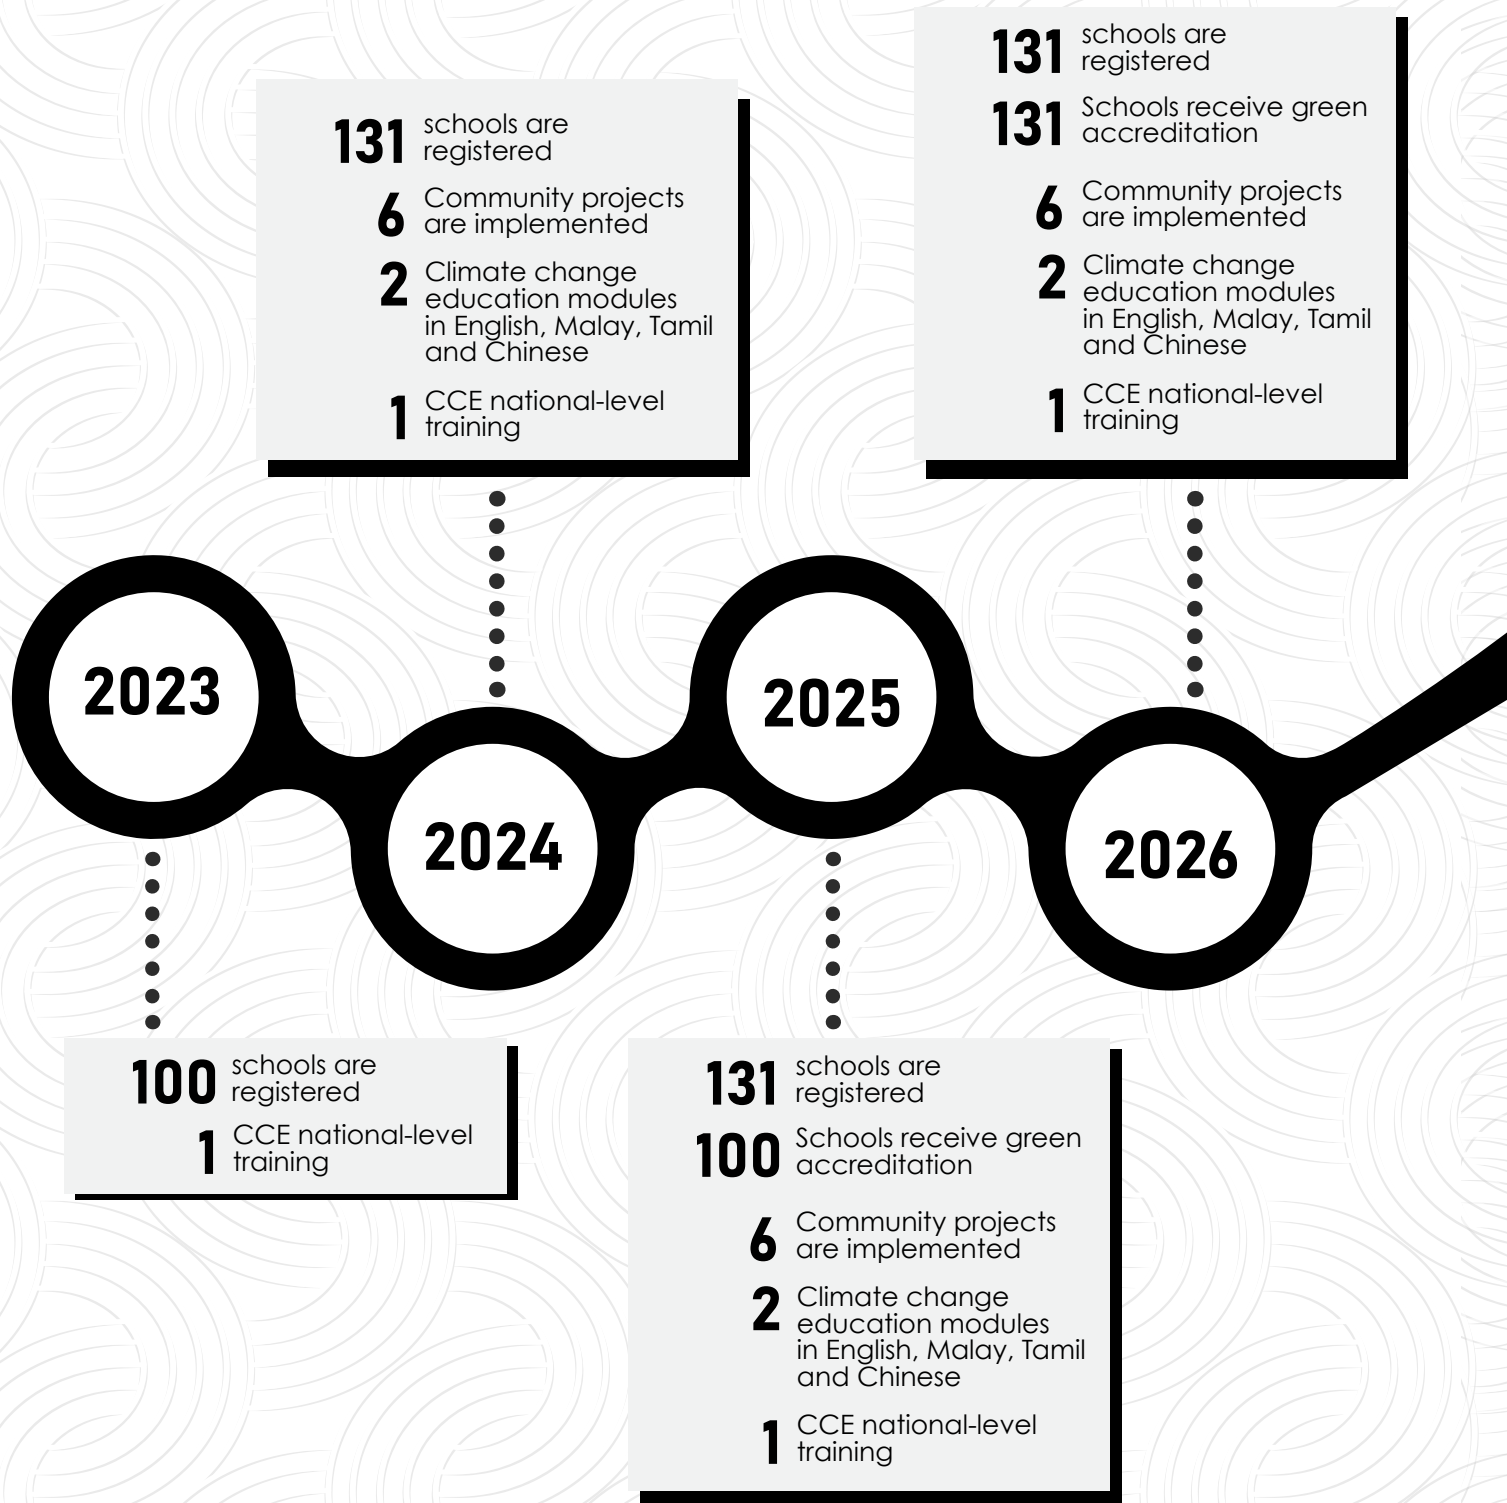 131 schools are
registered
6 Community projects
are implemented
2 Climate change
education modules
in English, Malay, Tamil
and Chinese
1 CCE national-level
training
131 schools are
registered
131 Schools receive green
accreditation
6 Community projects
are implemented
2 Climate change
education modules
in English, Malay, Tamil
and Chinese
1 CCE national-level
training
2023
2024
2025
2026
100 schools are
registered
1 CCE national-level
training
131 schools are
registered
100 Schools receive green
accreditation
6 Community projects
are implemented
2 Climate change
education modules
in English, Malay, Tamil
and Chinese
1 CCE national-level
training